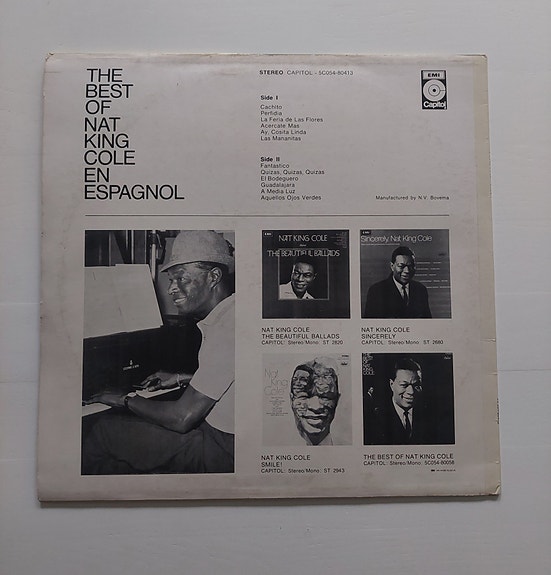 THE
BEST
OF
NAT
KING
COLE
EN
ESPAGNOL
STEREO CAPITOL - 5C054-80413
EMI
Capitol
Side I
Cachito
Perfidia
La Feria de Las Flores
Acercate Mas
Ay, Cosita Linda
Las Mananitas
Side II
Fantastico
Quizas, Quizas, Quizas
El Bodeguero
Guadalajara
A Media Luz
Aquellos Ojos Verdes
Manufactured by N.V. Bovema
NAT KING COLE
THE BEAUTIFUL BALLADS
Sincerely, Nat King Cole
NAT KING COLE
THE BEAUTIFUL BALLADS
CAPITOL: Stereo/Mono: ST 2820
NAT KING COLE
SINCERELY
CAPITOL: Stereo/Mono: ST 2680
Nat
King
Cole
NAT KING COLE
SMILE!
CAPITOL: Stereo/Mono: ST 2943
THE BEST OF NAT KING COLE
CAPITOL: Stereo/Mono: 5C054-80058